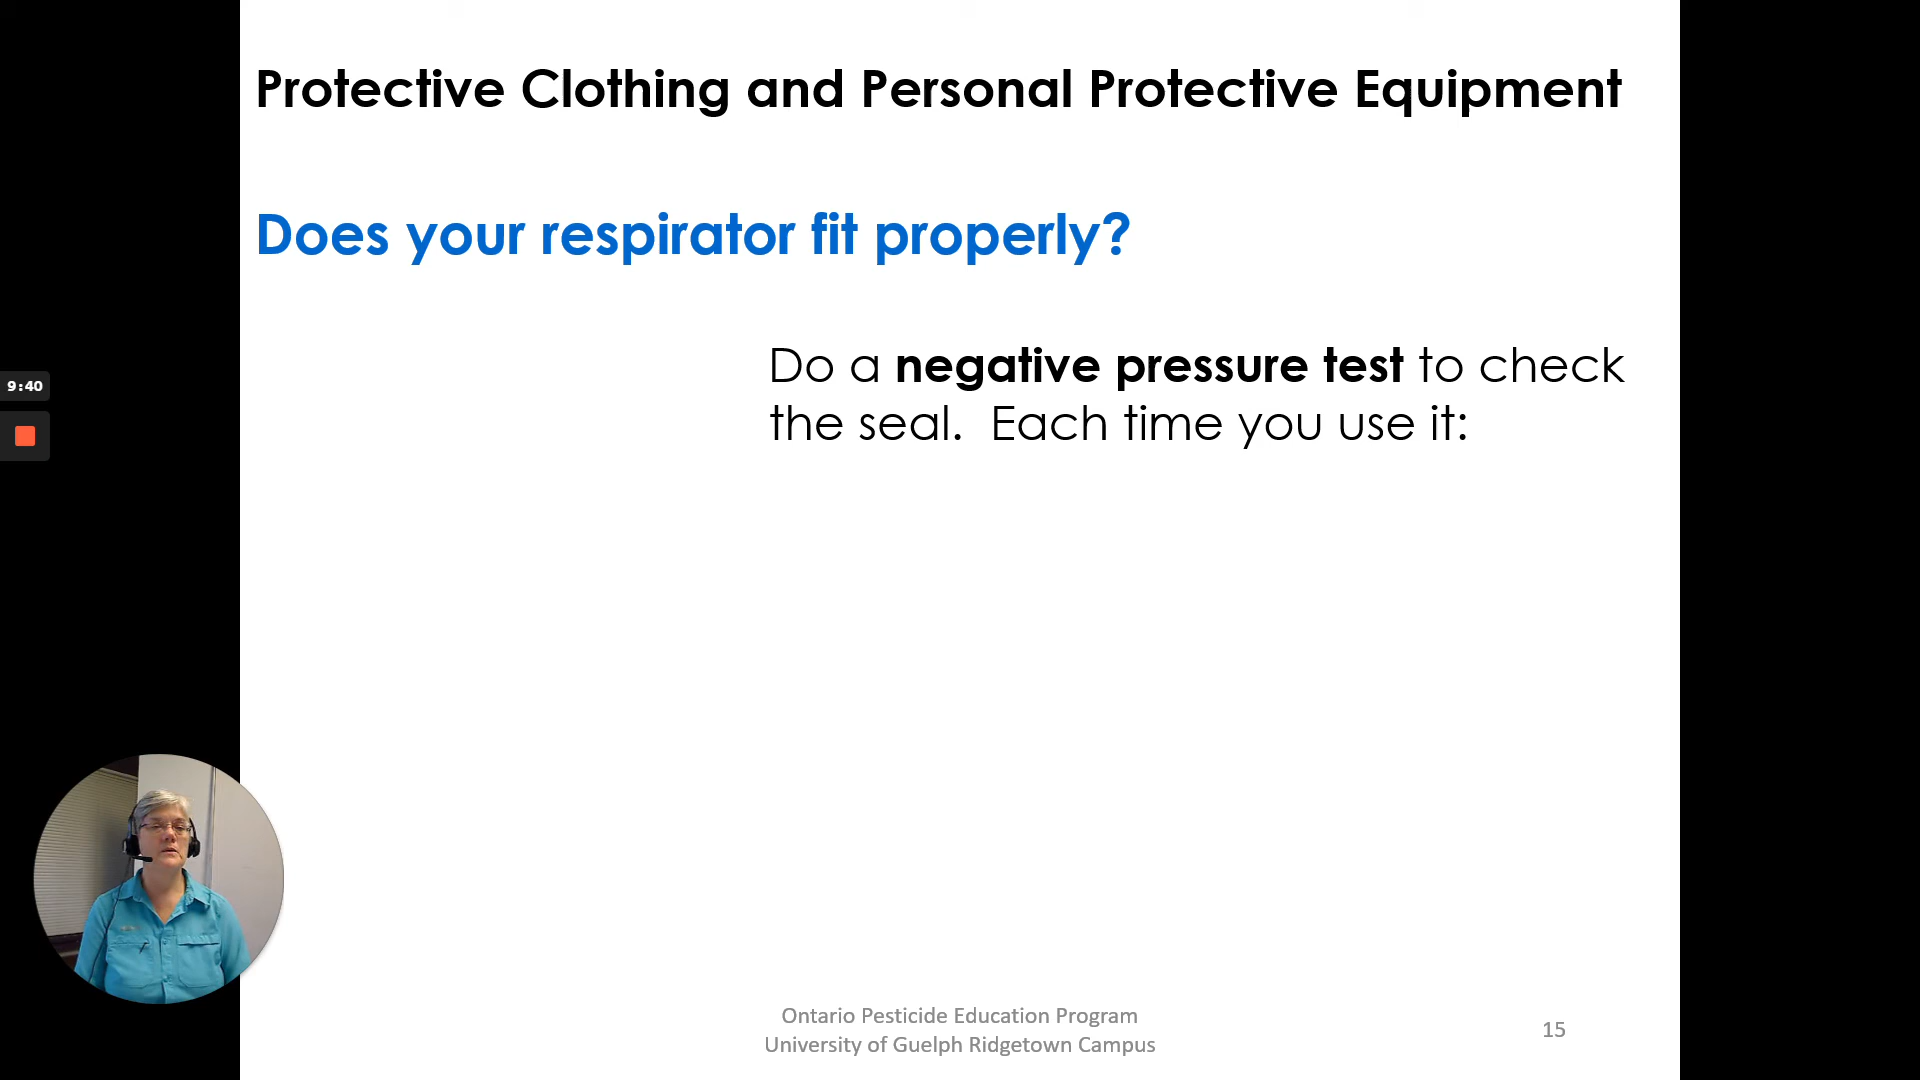 Protective Clothing and Personal Protective Equipment
Does your respirator fit properly?
Do a negative pressure test to check
the seal.  Each time you use it:
9:40
Ontario Pesticide Education Program
University of Guelph Ridgetown Campus
15